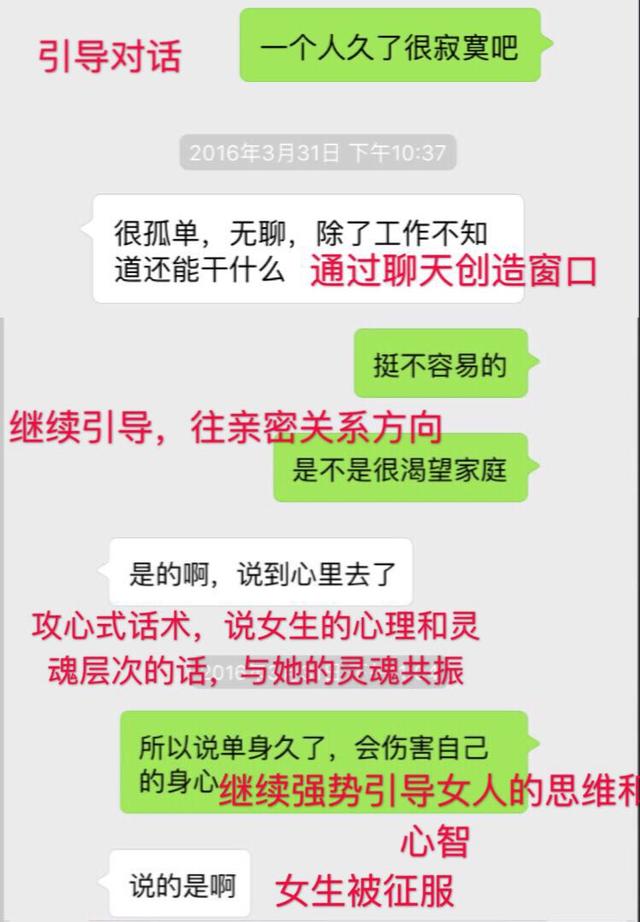 一个人久了很寂寞吧
引导对话
2016年3月31日 下午10:37
很孤单，无聊，除了工作不知
道还能干什么
通过聊天创造窗口
挺不容易的
继续引导，往亲密关系方向
是不是很渴望家庭
是的啊，说到心里去了
攻心式话术，说女生的心理和灵
魂层次的话，与她的灵魂共振
所以说单身久了，会伤害自己
的身心
继续强势引导女人的思维和
心智
说的是啊
女生被征服